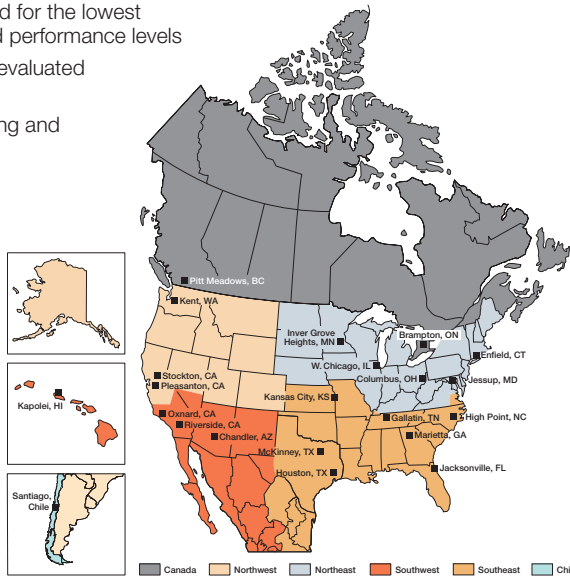 d for the lowest
d performance levels
evaluated
ng and
Pitt Meadows, BC
Kent, WA
Inver Grove
Heights, MN
Brampton, ON
W. Chicago, IL
Enfield, CT
Stockton, CA
Pleasanton, CA
Columbus, OH
Jessup, MD
Kansas City, KS
Kapolei, HI
Oxnard, CA
Riverside, CA
Chandler, AZ
Gallatin, TN
High Point, NC
Marietta, GA
McKinney, TX
Houston, TX
Jacksonville, FL
Santiago,
Chile
Canada Northwest Northeast Southwest Southeast Chi